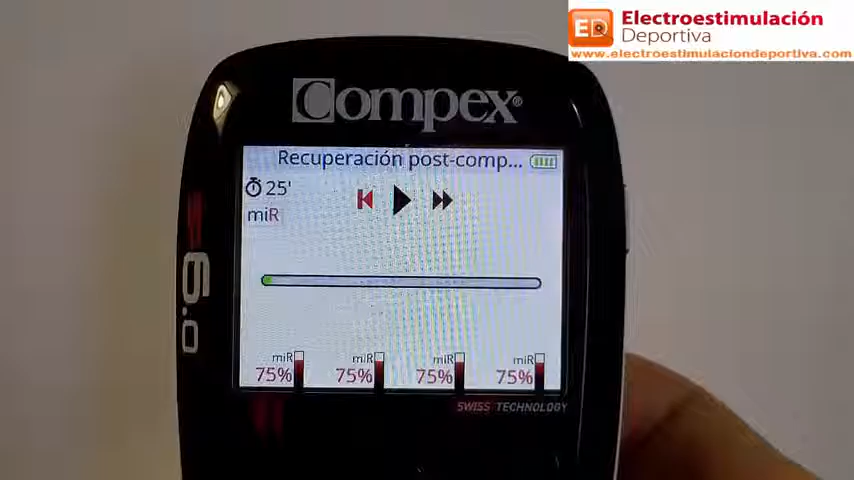 ED
Electroestimulación
Deportiva
www.electroestimulaciondeportiva.com
Compex®
Recuperación post-comp...
25'
miR
6.0
miR miR miR miR
75% 75% 75% 75%
SWISS TECHNOLOGY